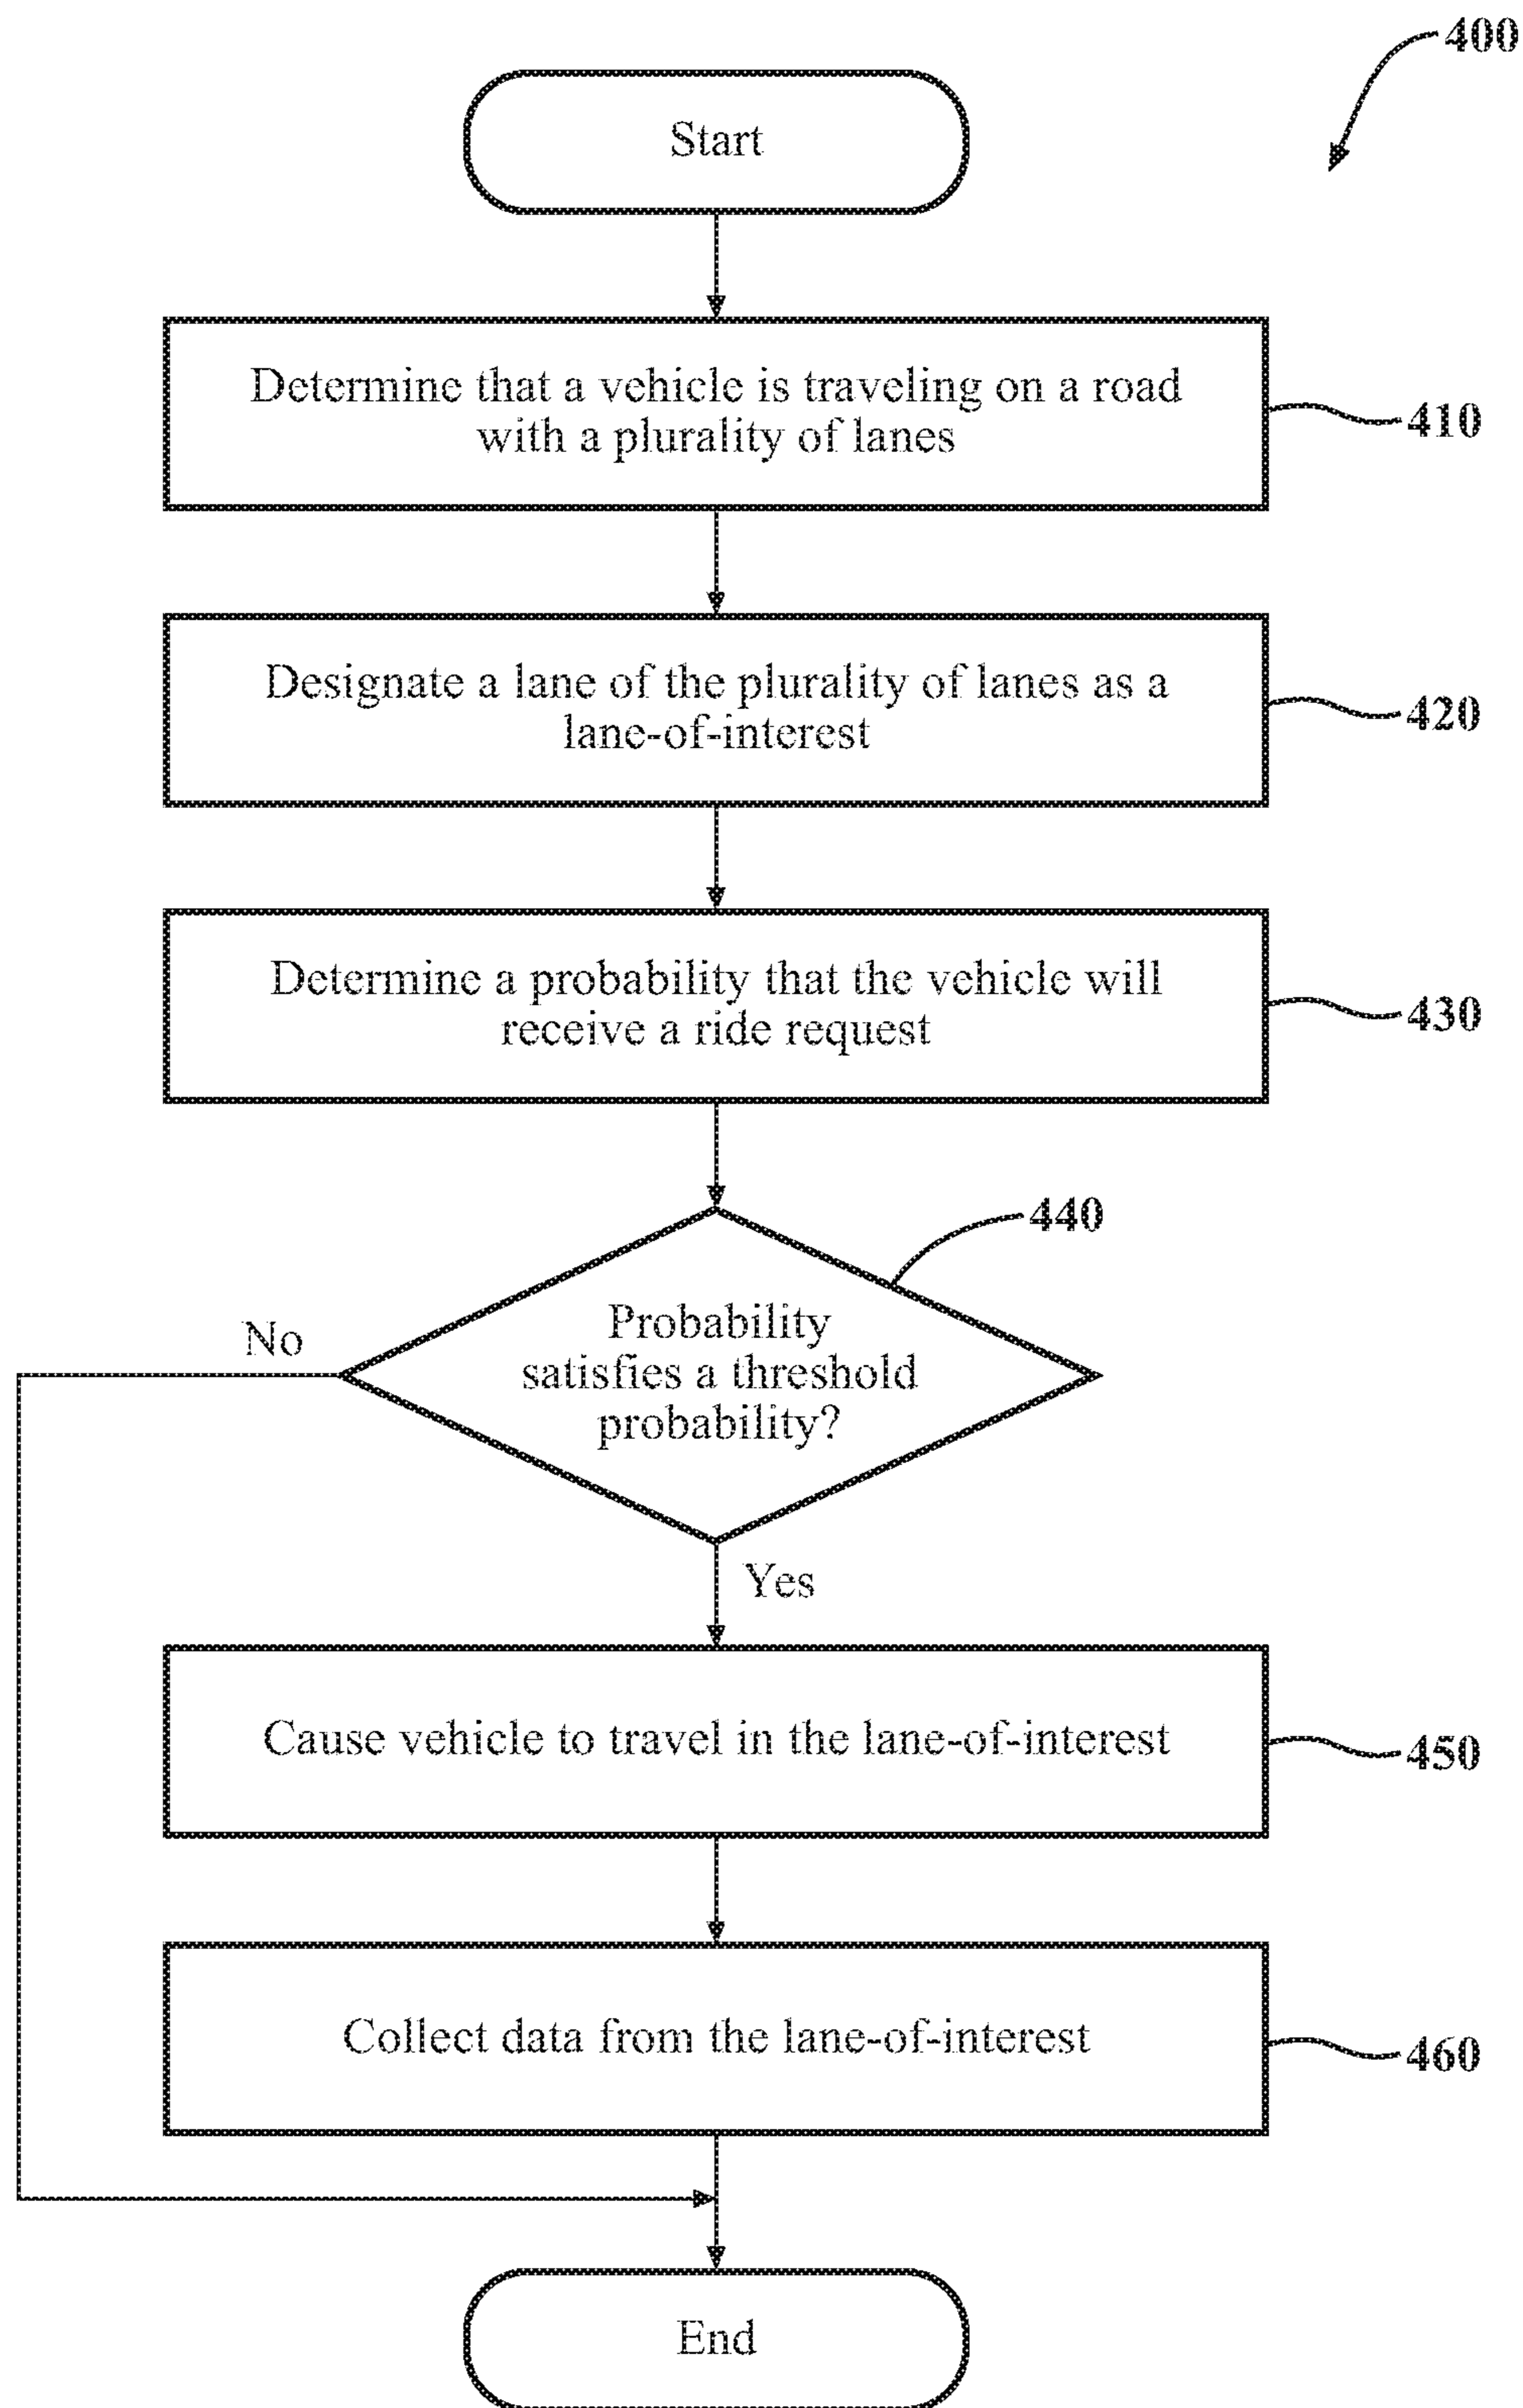 400
Start
Determine that a vehicle is traveling on a road
with a plurality of lanes
410
Designate a lane of the plurality of lanes as a
lane-of-interest
420
Determine a probability that the vehicle will
receive a ride request
430
440
Probability
satisfies a threshold
probability?
No
Yes
Cause vehicle to travel in the lane-of-interest
450
Collect data from the lane-of-interest
460
End